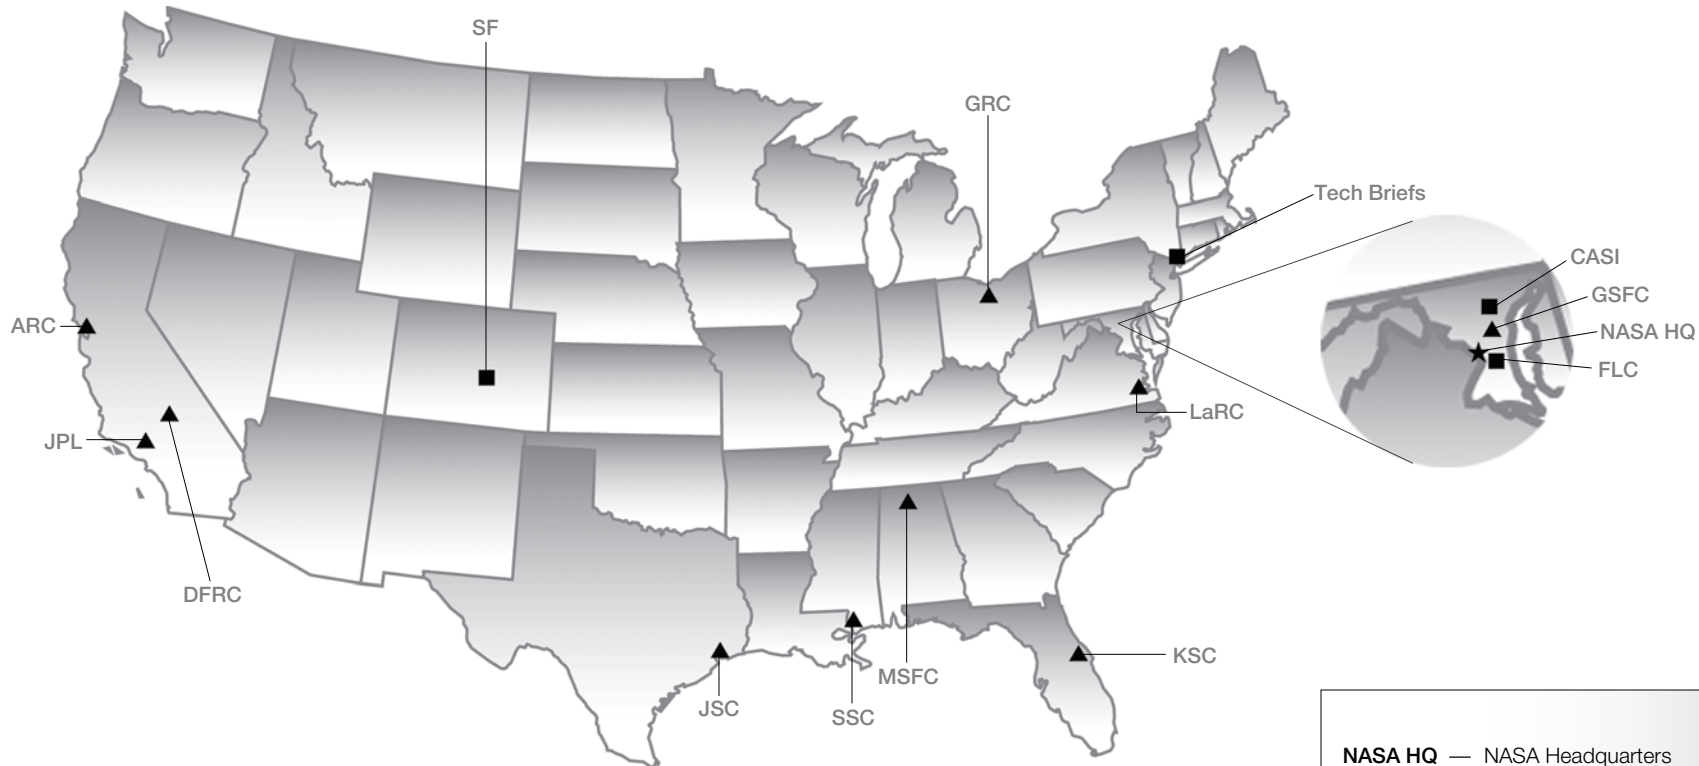 SF
GRC
Tech Briefs
CASI
GSFC
NASA HQ
FLC
ARC
LaRC
JPL
DFRC
KSC
MSFC
JSC
SSC
NASA HQ — NASA Headquarters